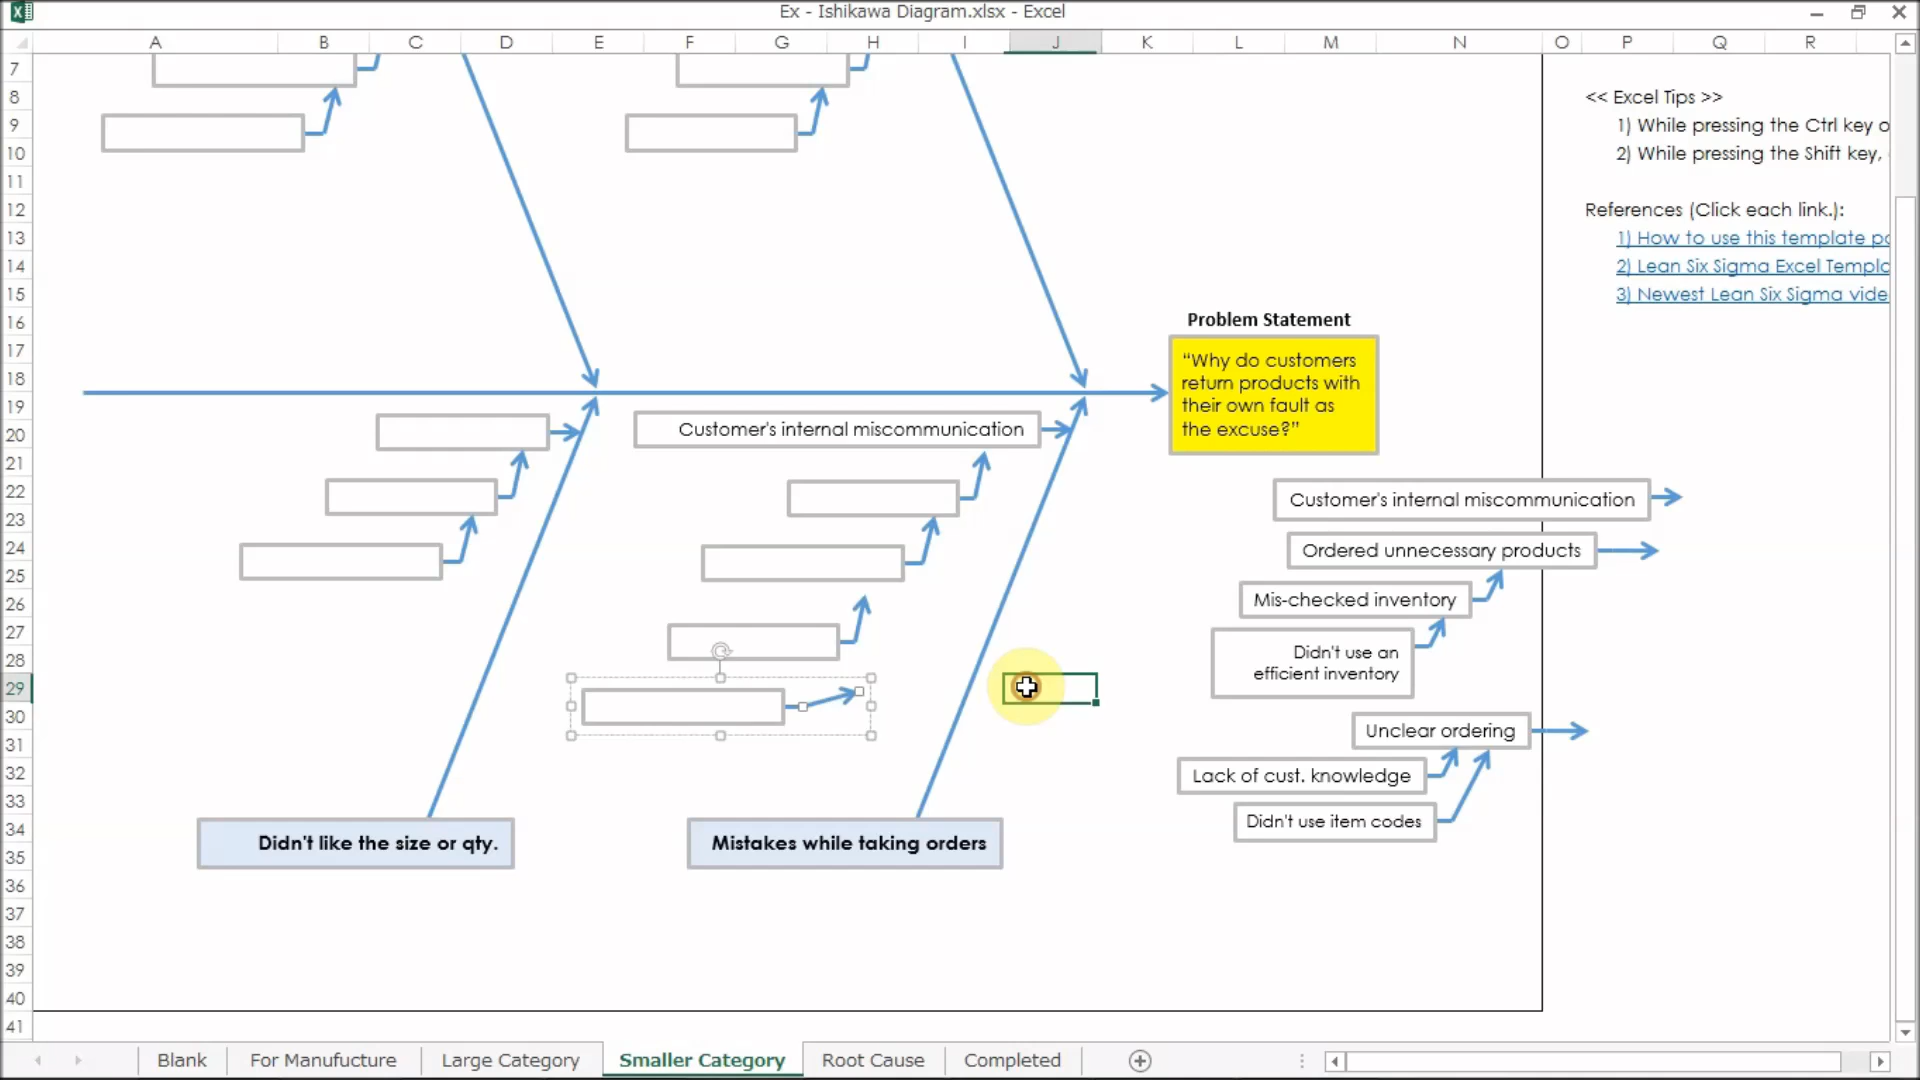 Ex - Ishikawa Diagram.xlsx - Excel
A B C D E F G H I J K L M N O P Q R
7
8
<< Excel Tips >>
9
1) While pressing the Ctrl key o
10
2) While pressing the Shift key,
11
12
References (Click each link.):
13
1) How to use this template po
14
2) Lean Six Sigma Excel Templa
15
3) Newest Lean Six Sigma vide
16
Problem Statement
17
“Why do customers
18
return products with
19
their own fault as
20
the excuse?”
Customer's internal miscommunication
21
22
Customer's internal miscommunication
23
24
Ordered unnecessary products
25
26
Mis-checked inventory
27
28
Didn't use an
efficient inventory
29
30
31
Unclear ordering
32
Lack of cust. knowledge
33
34
Didn't use item codes
35
Didn't like the size or qty.
Mistakes while taking orders
36
37
38
39
40
41
Blank For Manufucture Large Category Smaller Category Root Cause Completed